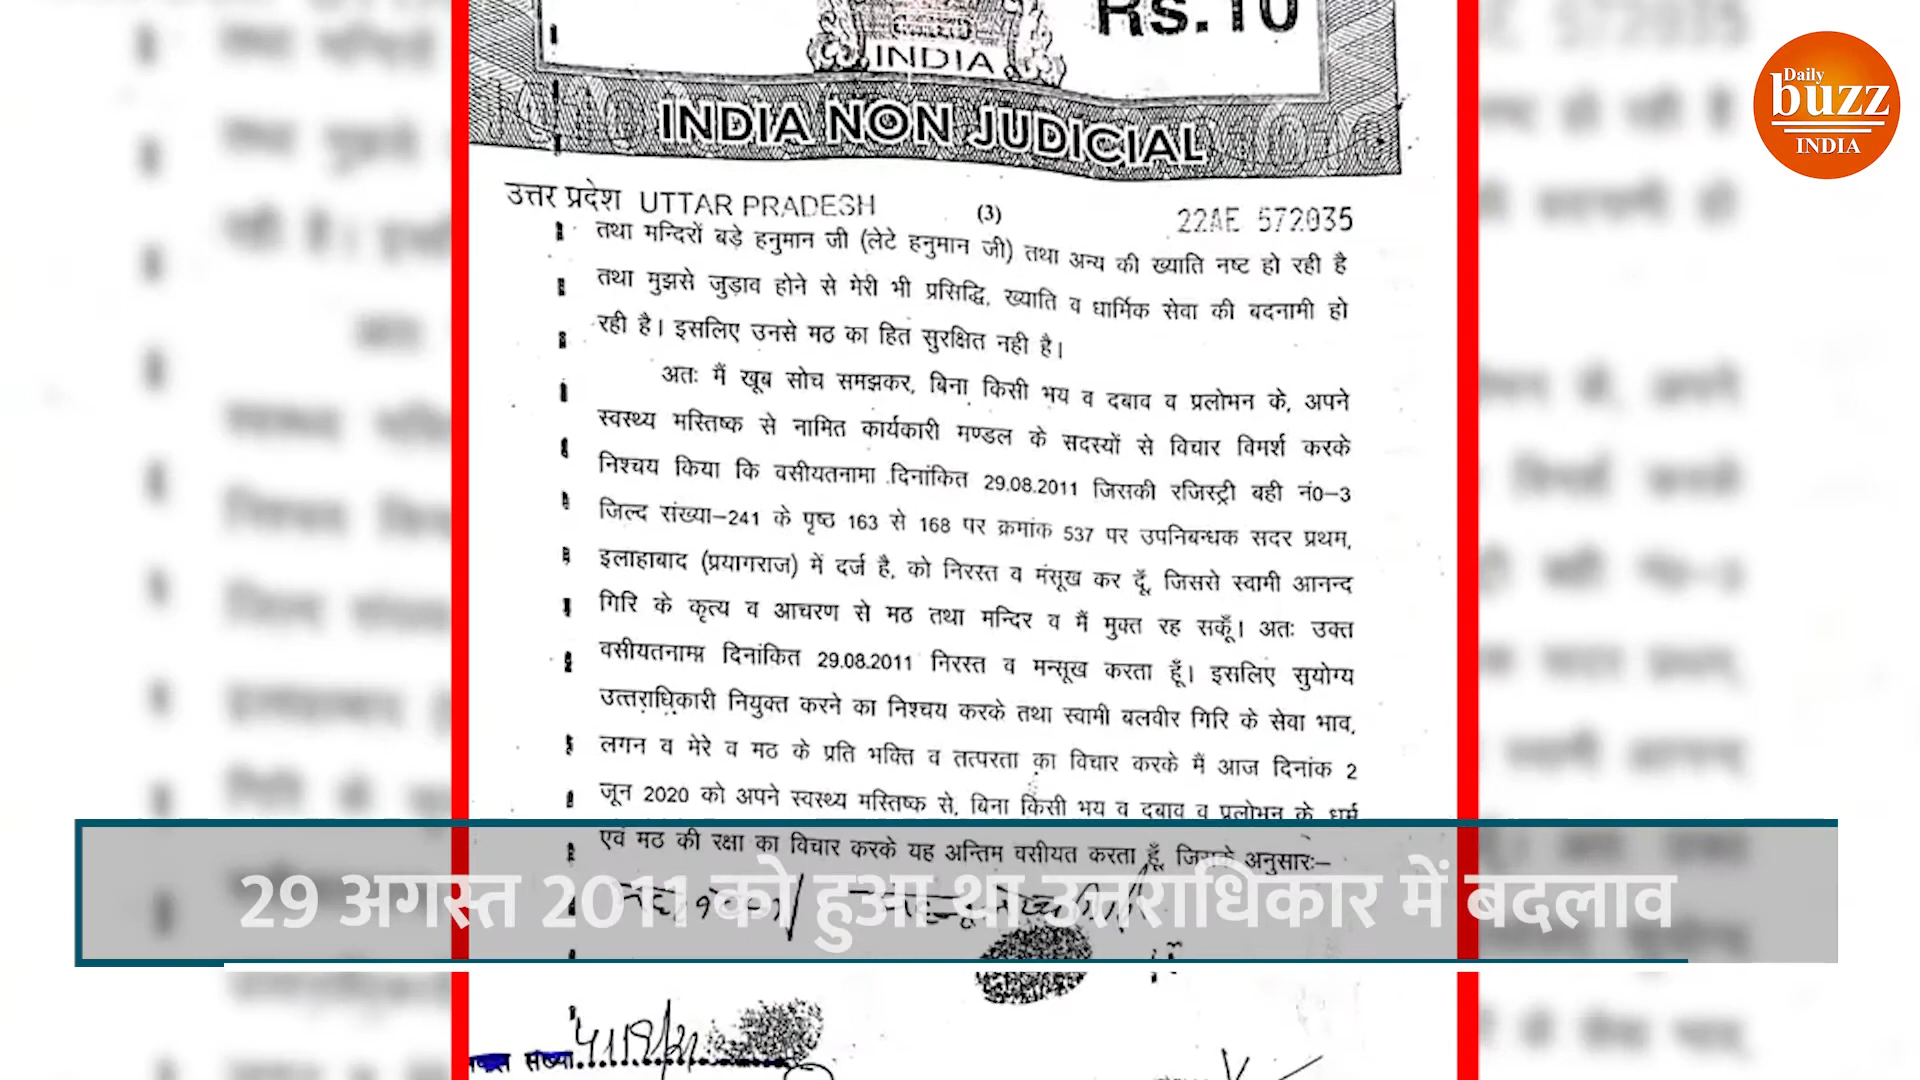 Rs.10
INDIA
INDIA NON JUDICIAL
Daily
buzz
INDIA
उत्तर प्रदेश UTTAR PRADESH (3) 22AE 572035
तथा मन्दिरों बड़े हनुमान जी (लेटे हनुमान जी) तथा अन्य की ख्याति नष्ट हो रही है
तथा मुझसे जुड़ाव होने से मेरी भी प्रसिद्धि, ख्याति व धार्मिक सेवा की बदनामी हो
रही है। इसलिए उनसे मठ का हित सुरक्षित नही है।
अतः मैं खूब सोच समझकर, बिना किसी भय व दबाव व प्रलोभन के, अपने
स्वस्थ्य मस्तिष्क से नामित कार्यकारी मण्डल के सदस्यों से विचार विमर्श करके
निश्चय किया कि वसीयतनामा दिनांकित 29.08.2011 जिसकी रजिस्ट्री बही नं0-3
जिल्द संख्या-241 के पृष्ठ 163 से 168 पर क्रमांक 537 पर उपनिबन्धक सदर प्रथम,
इलाहाबाद (प्रयागराज) में दर्ज है, को निरस्त व मंसूख कर दूँ, जिससे स्वामी आनन्द
गिरि के कृत्य व आचरण से मठ तथा मन्दिर व मैं मुक्त रह सकूँ। अतः उक्त
वसीयतनामा दिनांकित 29.08.2011 निरस्त व मन्सूख करता हूँ। इसलिए सुयोग्य
उत्तराधिकारी नियुक्त करने का निश्चय करके तथा स्वामी बलवीर गिरि के सेवा भाव,
लगन व मेरे व मठ के प्रति भक्ति व तत्परता का विचार करके मैं आज दिनांक 2
जून 2020 को अपने स्वस्थ्य मस्तिष्क से, बिना किसी भय व दबाव व प्रलोभन के धर्म
एवं मठ की रक्षा का विचार करके यह अन्तिम वसीयत करता हूँ, जिसके अनुसारः-
29 अगस्त 2011 को हुआ था उत्तराधिकार में बदलाव
संख्या